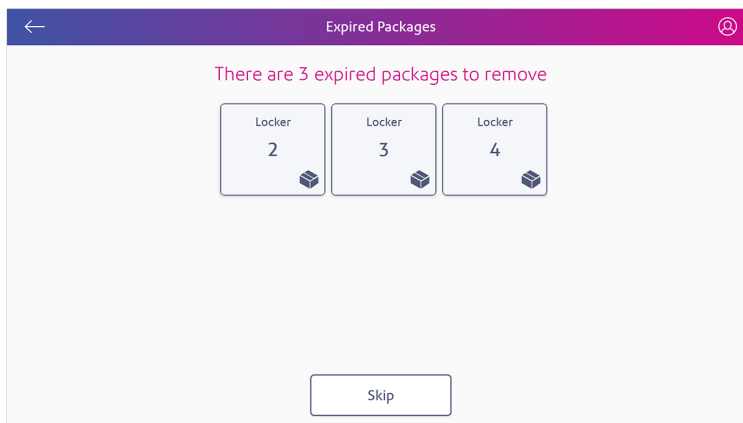 Expired Packages
There are 3 expired packages to remove
Locker
2
Locker
3
Locker
4
Skip